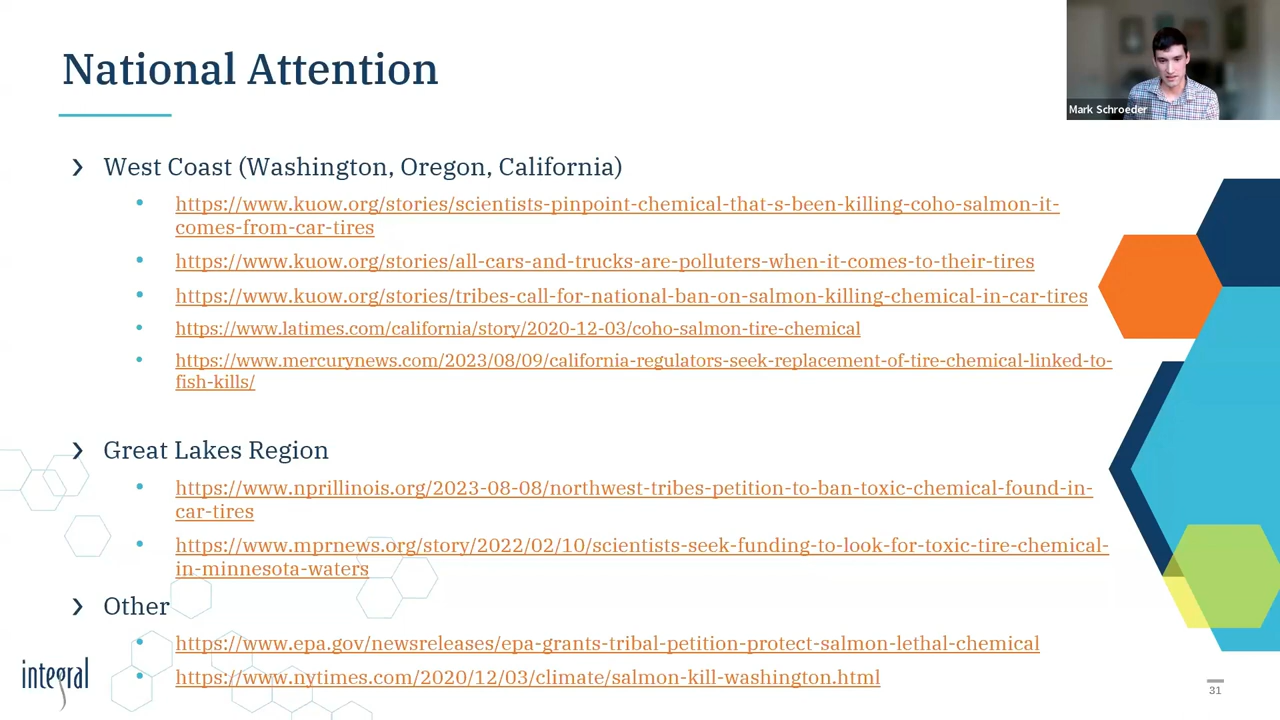 National Attention
Mark Schroeder
West Coast (Washington, Oregon, California)
https://www.kuow.org/stories/scientists-pinpoint-chemical-that-s-been-killing-coho-salmon-it-
comes-from-car-tires
https://www.kuow.org/stories/all-cars-and-trucks-are-polluters-when-it-comes-to-their-tires
https://www.kuow.org/stories/tribes-call-for-national-ban-on-salmon-killing-chemical-in-car-tires
https://www.latimes.com/california/story/2020-12-03/coho-salmon-tire-chemical
https://www.mercurynews.com/2023/08/09/california-regulators-seek-replacement-of-tire-chemical-linked-to-
fish-kills/
Great Lakes Region
https://www.nprillinois.org/2023-08-08/northwest-tribes-petition-to-ban-toxic-chemical-found-in-
car-tires
https://www.mprnews.org/story/2022/02/10/scientists-seek-funding-to-look-for-toxic-tire-chemical-
in-minnesota-waters
Other
https://www.epa.gov/newsreleases/epa-grants-tribal-petition-protect-salmon-lethal-chemical
https://www.nytimes.com/2020/12/03/climate/salmon-kill-washington.html
integral
31